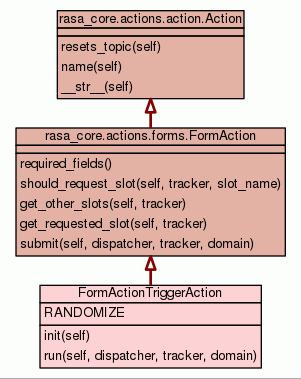 rasa_core.actions.action.Action
resets_topic(self)
name(self)
__str__(self)
rasa_core.actions.forms.FormAction
required_fields()
should_request_slot(self, tracker, slot_name)
get_other_slots(self, tracker)
get_requested_slot(self, tracker)
submit(self, dispatcher, tracker, domain)
FormActionTriggerAction
RANDOMIZE
init(self)
run(self, dispatcher, tracker, domain)